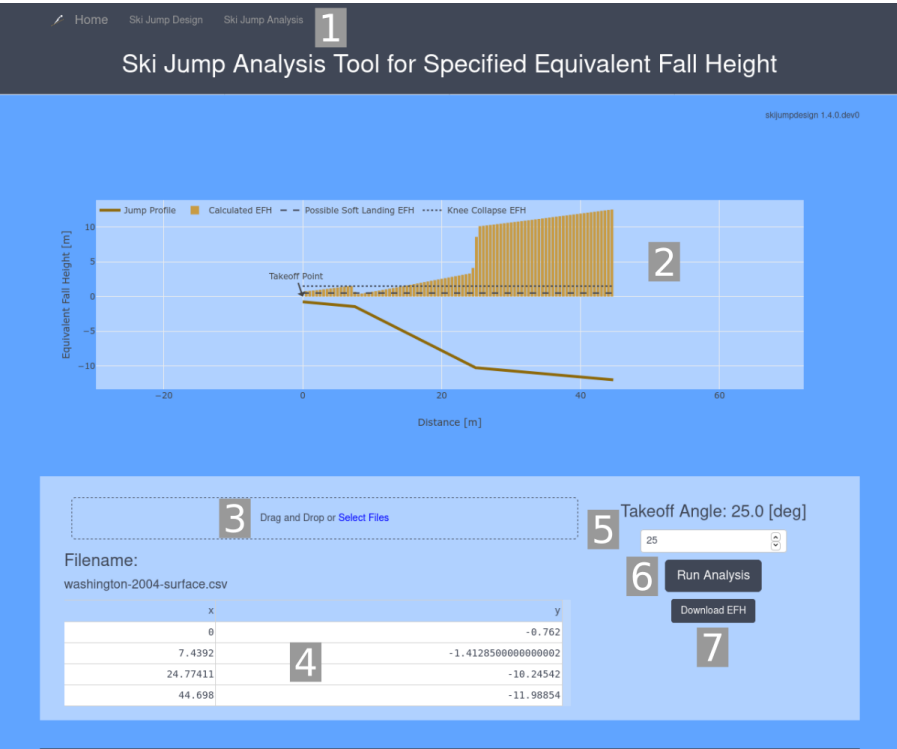 Home Ski Jump Design Ski Jump Analysis 1
Ski Jump Analysis Tool for Specified Equivalent Fall Height
skijumpdesign 1.4.0.dev0
Jump Profile Calculated EFH Possible Soft Landing EFH Knee Collapse EFH
Equivalent Fall Height [m]
10
5
0
−5
−10
Takeoff Point
2
−20 0 20 40 60
Distance [m]
3 Drag and Drop or Select Files
Filename:
washington-2004-surface.csv
x y
0 -0.762
7.4392 -1.4128500000000002
24.77411 -10.24542
44.698 -11.98854
4
5 Takeoff Angle: 25.0 [deg]
25
6 Run Analysis
Download EFH
7